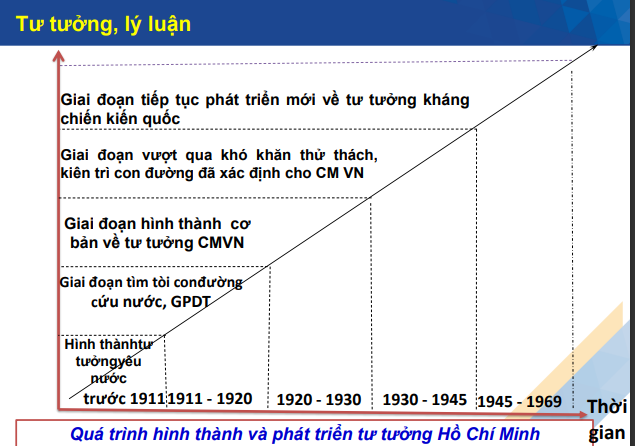 Tư tưởng, lý luận
Giai đoạn tiếp tục phát triển mới về tư tưởng kháng
chiến kiến quốc
Giai đoạn vượt qua khó khăn thử thách,
kiên trì con đường đã xác định cho CM VN
Giai đoạn hình thành cơ
bản về tư tưởng CMVN
Giai đoạn tìm tòi conđường
cứu nước, GPDT
Hình thànhtư
tưởngyêu
nước
trước 1911 1911 - 1920 1920 - 1930 1930 - 1945 1945 - 1969 Thời
gian
Quá trình hình thành và phát triển tư tưởng Hồ Chí Minh